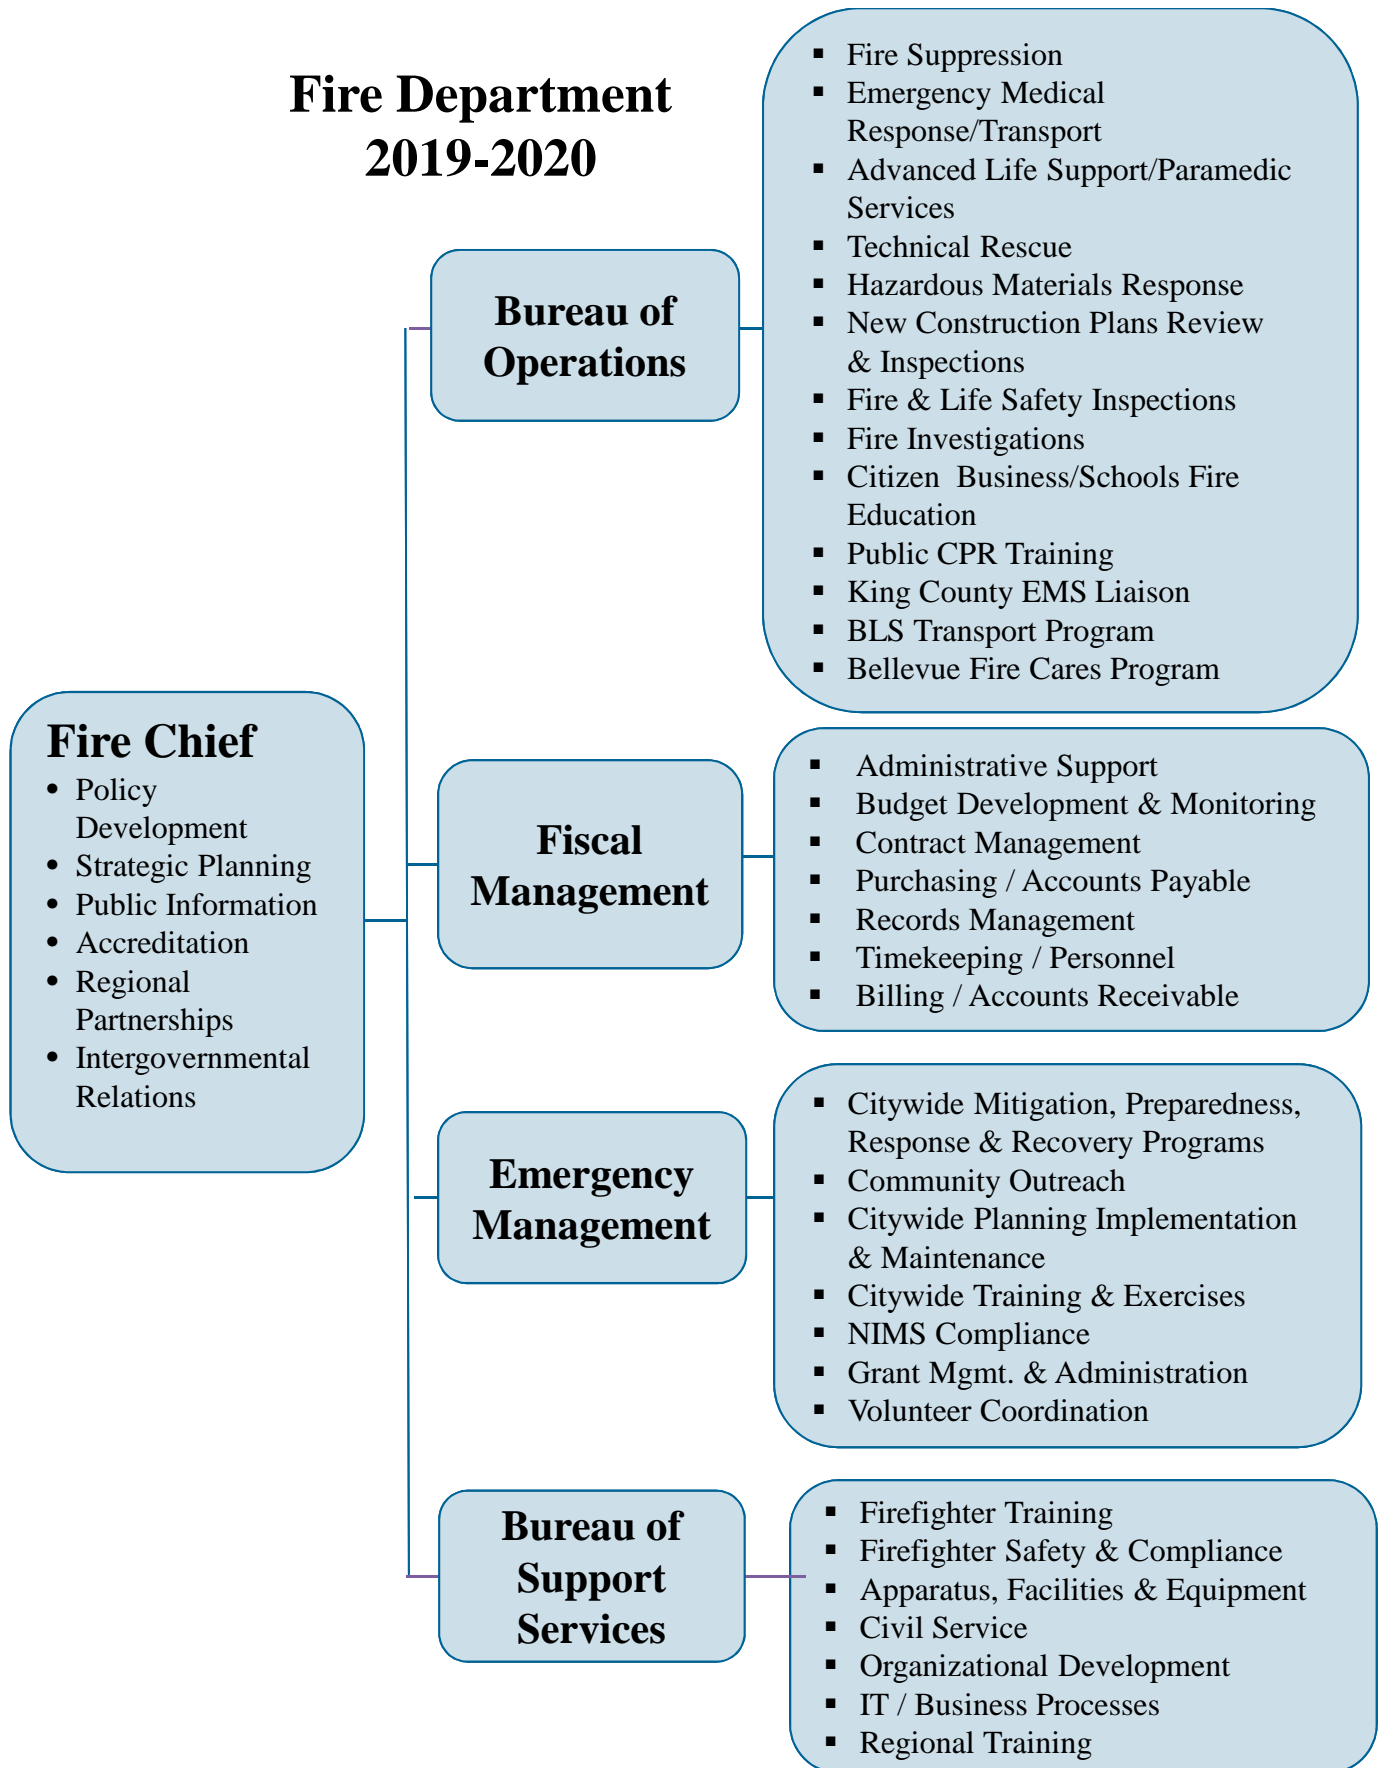 Fire Department
2019-2020
▪ Fire Suppression
▪ Emergency Medical
Response/Transport
▪ Advanced Life Support/Paramedic
Services
▪ Technical Rescue
▪ Hazardous Materials Response
▪ New Construction Plans Review
& Inspections
▪ Fire & Life Safety Inspections
▪ Fire Investigations
▪ Citizen Business/Schools Fire
Education
▪ Public CPR Training
▪ King County EMS Liaison
▪ BLS Transport Program
▪ Bellevue Fire Cares Program
Bureau of
Operations
Fire Chief
• Policy
Development
• Strategic Planning
• Public Information
• Accreditation
• Regional
Partnerships
• Intergovernmental
Relations
Fiscal
Management
▪ Administrative Support
▪ Budget Development & Monitoring
▪ Contract Management
▪ Purchasing / Accounts Payable
▪ Records Management
▪ Timekeeping / Personnel
▪ Billing / Accounts Receivable
Emergency
Management
▪ Citywide Mitigation, Preparedness,
Response & Recovery Programs
▪ Community Outreach
▪ Citywide Planning Implementation
& Maintenance
▪ Citywide Training & Exercises
▪ NIMS Compliance
▪ Grant Mgmt. & Administration
▪ Volunteer Coordination
Bureau of
Support
Services
▪ Firefighter Training
▪ Firefighter Safety & Compliance
▪ Apparatus, Facilities & Equipment
▪ Civil Service
▪ Organizational Development
▪ IT / Business Processes
▪ Regional Training